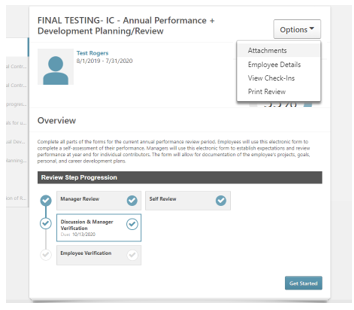 FINAL TESTING- IC - Annual Performance +
Development Planning/Review
Options
Test Rogers
8/1/2019 - 7/31/2020
Attachments
Employee Details
View Check-Ins
Print Review
Overview
Complete all parts of the forms for the current annual performance review period. Employees will use this electronic form to
complete a self-assessment of their performance. Managers will use this electronic form to establish expectations and review
performance at year end for individual contributors. The form will allow for documentation of the employee's projects, goals,
personal, and career development plans.
Review Step Progression
Manager Review
Self Review
Discussion & Manager
Verification
10/13/2020
Employee Verification
Get Started